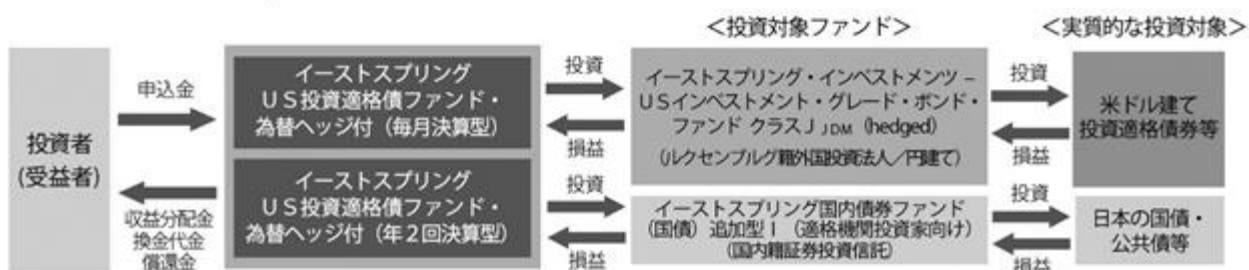 ＜投資対象ファンド＞
＜実質的な投資対象＞
投資者
(受益者)
申込金
収益分配金
換金代金
償還金
イーストスプリング
ＵＳ投資適格債ファンド・
為替ヘッジ付（毎月決算型）
イーストスプリング
ＵＳ投資適格債ファンド・
為替ヘッジ付（年２回決算型）
投資
損益
投資
損益
イーストスプリング・インベストメンツ－
ＵＳインベストメント・グレード・ボンド・
ファンド クラスＪ JDM（hedged）
(ルクセンブルグ籍外国投資法人／円建て)
イーストスプリング国内債券ファンド
（国債）追加型Ⅰ（適格機関投資家向け）
（国内籍証券投資信託）
投資
損益
投資
損益
米ドル建て
投資適格債券等
日本の国債・
公共債等